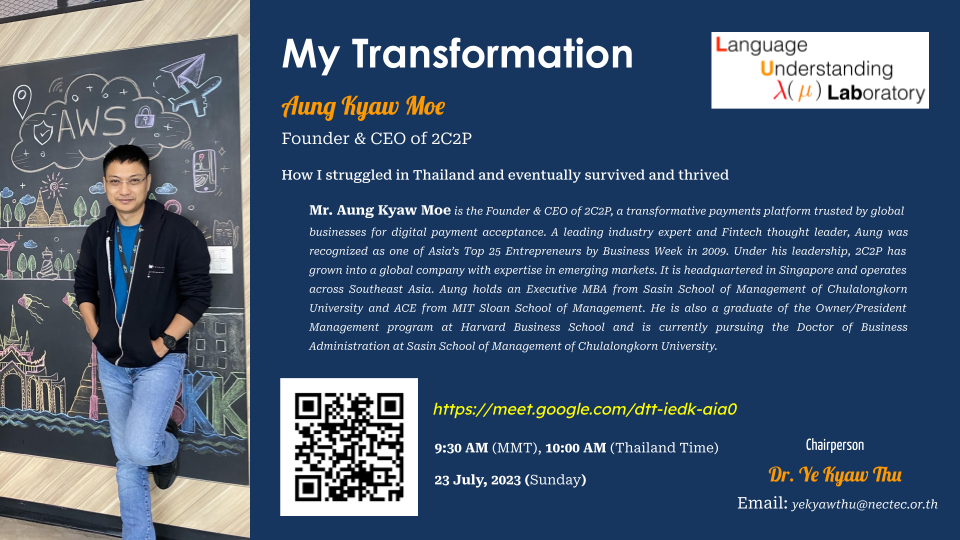 AWS
My Transformation
Language
Understanding
λ(μ) Laboratory
Aung Kyaw Moe
Founder & CEO of 2C2P
How I struggled in Thailand and eventually survived and thrived
Mr. Aung Kyaw Moe is the Founder & CEO of 2C2P, a transformative payments platform trusted by global
businesses for digital payment acceptance. A leading industry expert and Fintech thought leader, Aung was
recognized as one of Asia's Top 25 Entrepreneurs by Business Week in 2009. Under his leadership, 2C2P has
grown into a global company with expertise in emerging markets. It is headquartered in Singapore and operates
across Southeast Asia. Aung holds an Executive MBA from Sasin School of Management of Chulalongkorn
University and ACE from MIT Sloan School of Management. He is also a graduate of the Owner/President
Management program at Harvard Business School and is currently pursuing the Doctor of Business
Administration at Sasin School of Management of Chulalongkorn University.
https://meet.google.com/dtt-iedk-aia0
9:30 AM (MMT), 10:00 AM (Thailand Time)
23 July, 2023 (Sunday)
Chairperson
Dr. Ye Kyaw Thu
Email: yekyawthu@nectec.or.th